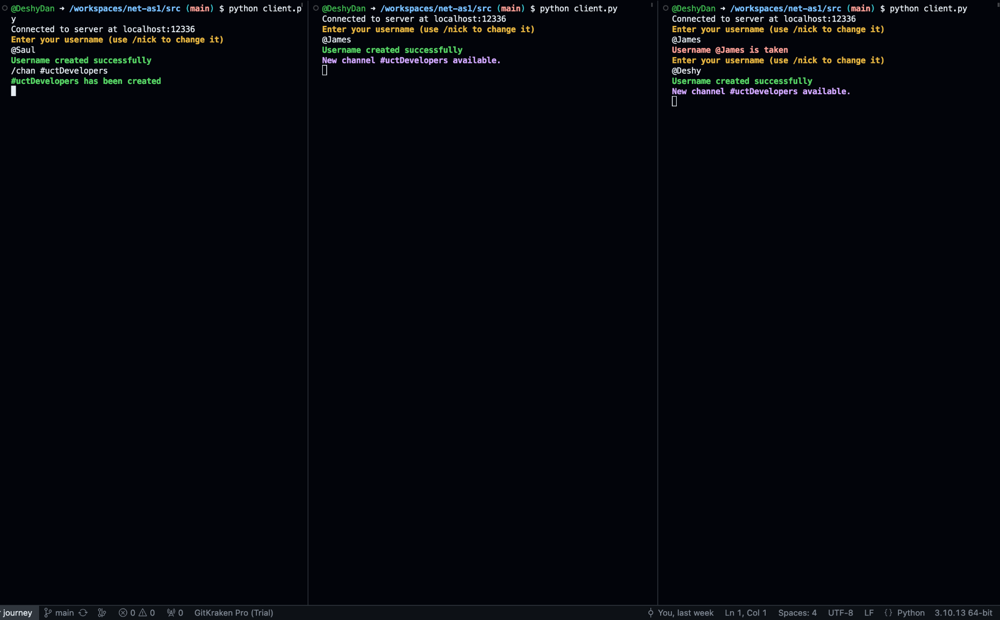 @DeshyDan → /workspaces/net-as1/src (main) $ python client.p
y
Connected to server at localhost:12336
Enter your username (use /nick to change it)
@Saul
Username created successfully
/chan #uctDevelopers
#uctDevelopers has been created
@DeshyDan → /workspaces/net-as1/src (main) $ python client.py
Connected to server at localhost:12336
Enter your username (use /nick to change it)
@James
Username created successfully
New channel #uctDevelopers available.
@DeshyDan → /workspaces/net-as1/src (main) $ python client.py
Connected to server at localhost:12336
Enter your username (use /nick to change it)
@James
Username @James is taken
Enter your username (use /nick to change it)
@Deshy
Username created successfully
New channel #uctDevelopers available.
journey main 0 0 0 GitKraken Pro (Trial) You, last week Ln 1, Col 1 Spaces: 4 UTF-8 LF {} Python 3.10.13 64-bit